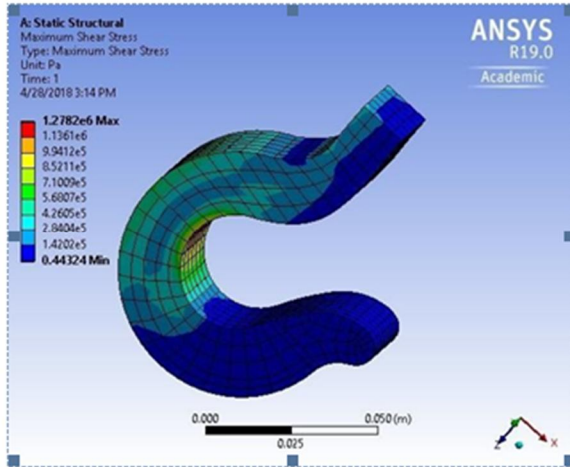 A: Static Structural
Maximum Shear Stress
Type: Maximum Shear Stress
Unit: Pa
Time: 1
4/28/2018 3:14 PM
ANSYS
R19.0
Academic
1.2782e6 Max
1.1361e6
9.9412e5
8.5211e5
7.1009e5
5.6807e5
4.2605e5
2.8404e5
1.4202e5
0.44324 Min
0.000
0.050 (m)
0.025
Z
X